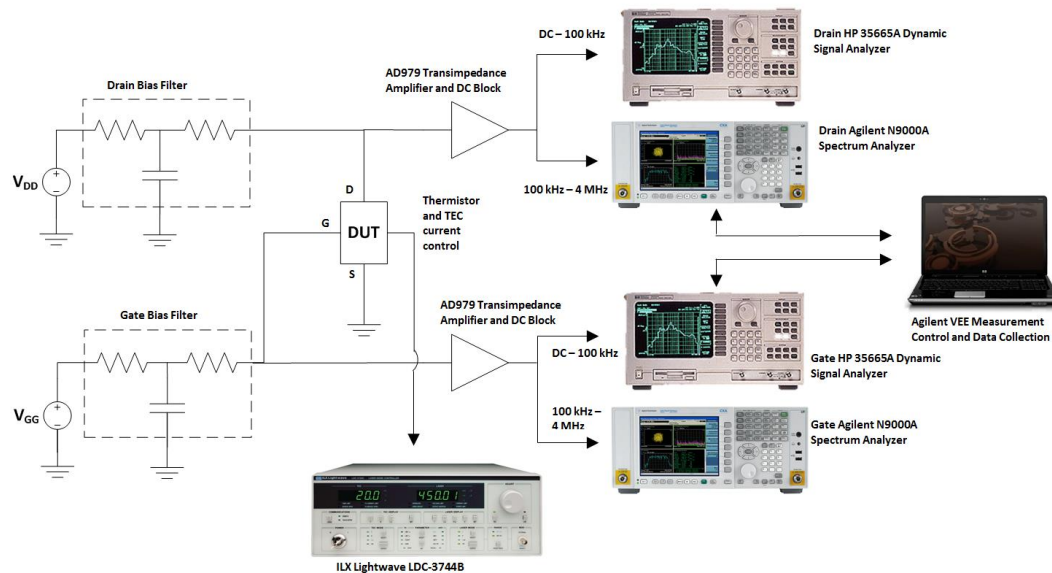 DC – 100 kHz
Drain HP 35665A Dynamic
Signal Analyzer
AD979 Transimpedance
Amplifier and DC Block
Drain Bias Filter
Drain Agilent N9000A
Spectrum Analyzer
V_DD
100 kHz – 4 MHz
D
Thermistor
and TEC
current
control
G
DUT
S
AD979 Transimpedance
Amplifier and DC Block
Gate Bias Filter
DC – 100 kHz
Agilent VEE Measurement
Control and Data Collection
Gate HP 35665A Dynamic
Signal Analyzer
V_GG
100 kHz –
4 MHz
Gate Agilent N9000A
Spectrum Analyzer
ILX Lightwave
20.0
450.01
ILX Lightwave LDC-3744B